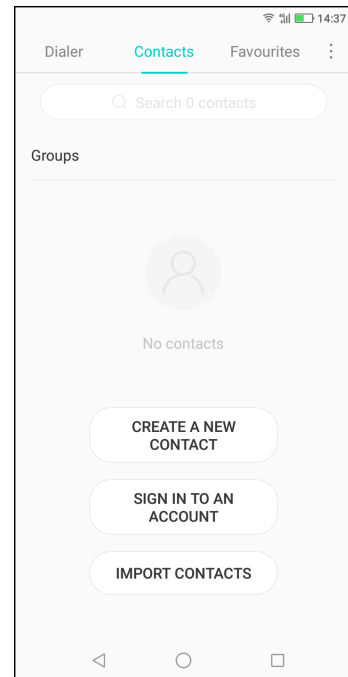 14:37
Dialer Contacts Favourites
Search 0 contacts
Groups
No contacts
CREATE A NEW
CONTACT
SIGN IN TO AN
ACCOUNT
IMPORT CONTACTS